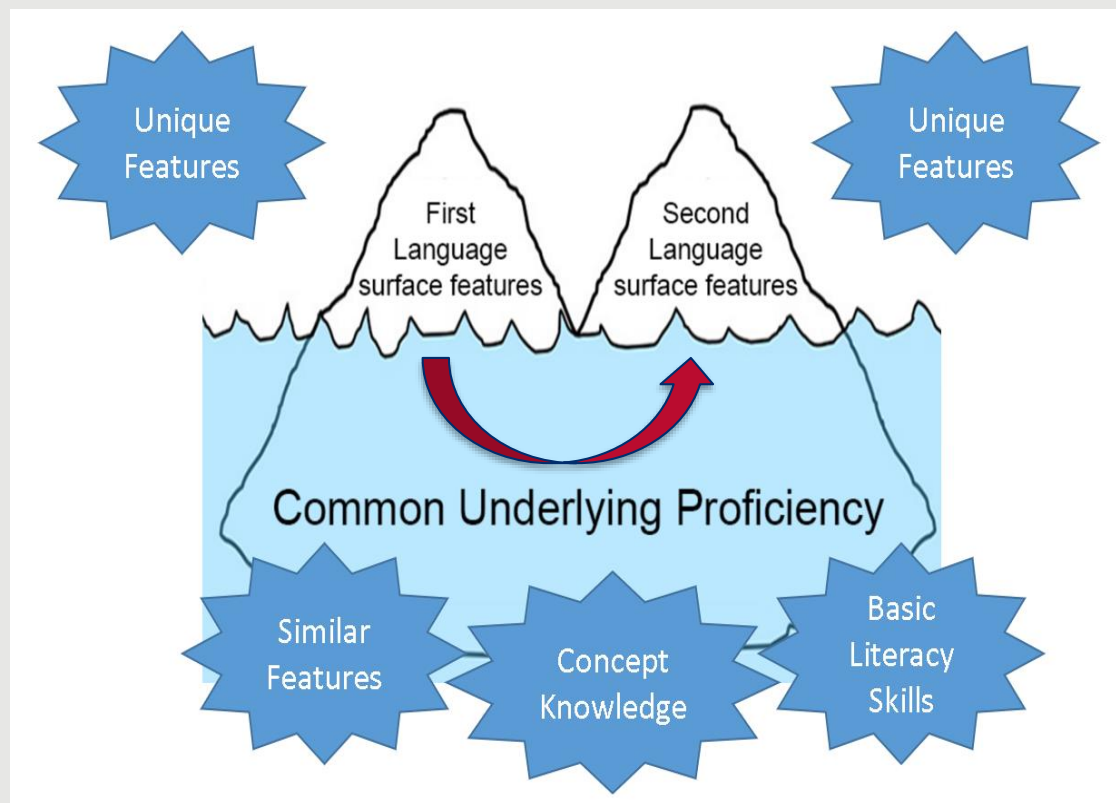 Unique
Features
Unique
Features
First
Language
surface features
Second
Language
surface features
Common Underlying Proficiency
Similar
Features
Concept
Knowledge
Basic
Literacy
Skills